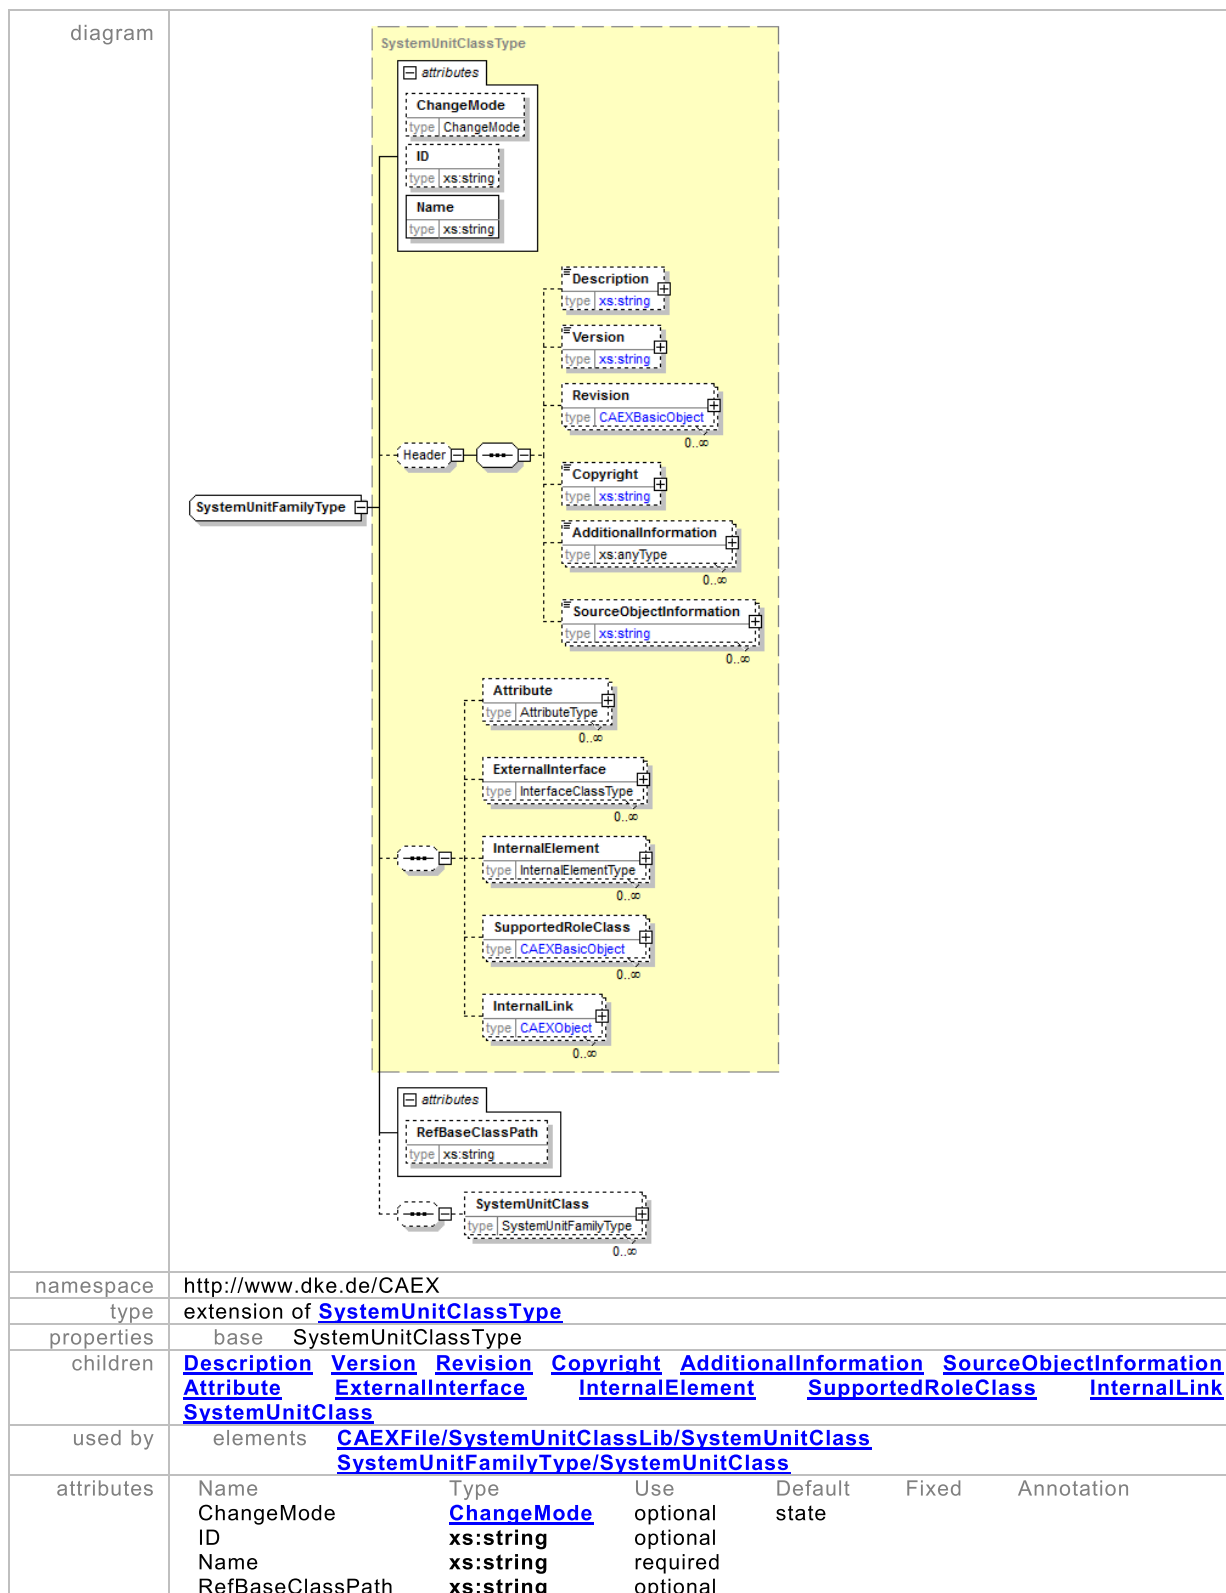 diagram
SystemUnitClassType
attributes
ChangeMode
type ChangeMode
ID
type xs:string
Name
type xs:string
Description
type xs:string
Version
type xs:string
Revision
type CAEXBasicObject
0..∞
Header
Copyright
type xs:string
SystemUnitFamilyType
AdditionalInformation
type xs:anyType
0..∞
SourceObjectInformation
type xs:string
0..∞
Attribute
type AttributeType
0..∞
ExternalInterface
type InterfaceClassType
0..∞
InternalElement
type InternalElementType
0..∞
SupportedRoleClass
type CAEXBasicObject
0..∞
InternalLink
type CAEXObject
0..∞
attributes
RefBaseClassPath
type xs:string
SystemUnitClass
type SystemUnitFamilyType
0..∞
namespace http://www.dke.de/CAEX
type extension of SystemUnitClassType
properties base SystemUnitClassType
children Description Version Revision Copyright AdditionalInformation SourceObjectInformation
Attribute ExternalInterface InternalElement SupportedRoleClass InternalLink
SystemUnitClass
used by elements CAEXFile/SystemUnitClassLib/SystemUnitClass
SystemUnitFamilyType/SystemUnitClass
attributes Name Type Use Default Fixed Annotation
ChangeMode ChangeMode optional state
ID xs:string optional
Name xs:string required
RefBaseClassPath xs:string optional